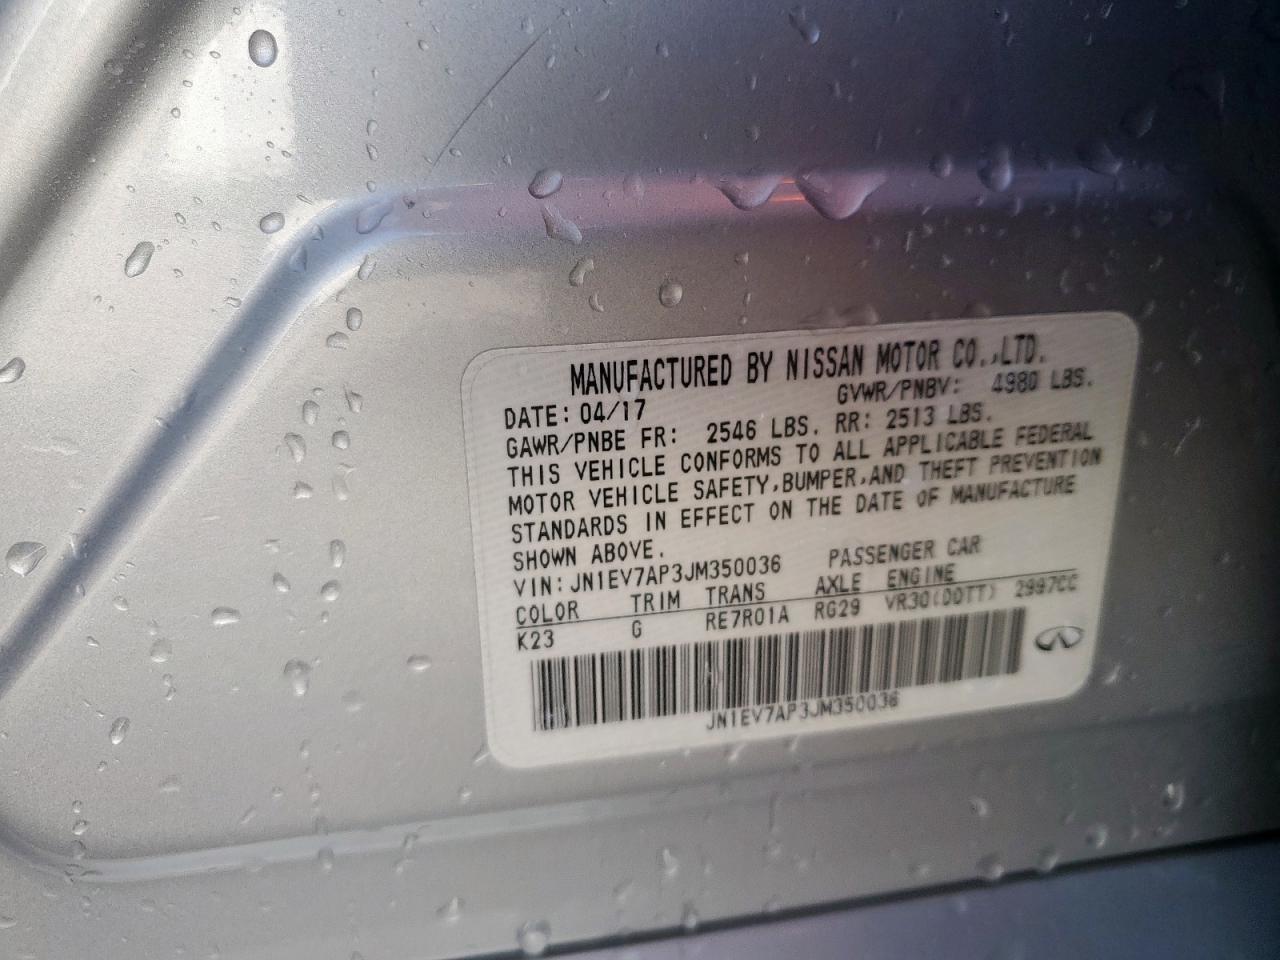 MANUFACTURED BY NISSAN MOTOR CO.,LTD.
DATE: 04/17 GVWR/PNBV: 4980 LBS.
GAWR/PNBE FR: 2546 LBS. RR: 2513 LBS.
THIS VEHICLE CONFORMS TO ALL APPLICABLE FEDERAL
MOTOR VEHICLE SAFETY,BUMPER,AND THEFT PREVENTION
STANDARDS IN EFFECT ON THE DATE OF MANUFACTURE
SHOWN ABOVE.
VIN: JN1EV7AP3JM350036 PASSENGER CAR
COLOR TRIM TRANS AXLE ENGINE
K23 G RE7R01A RG29 VR30(DDTT) 2997CC
JN1EV7AP3JM350036